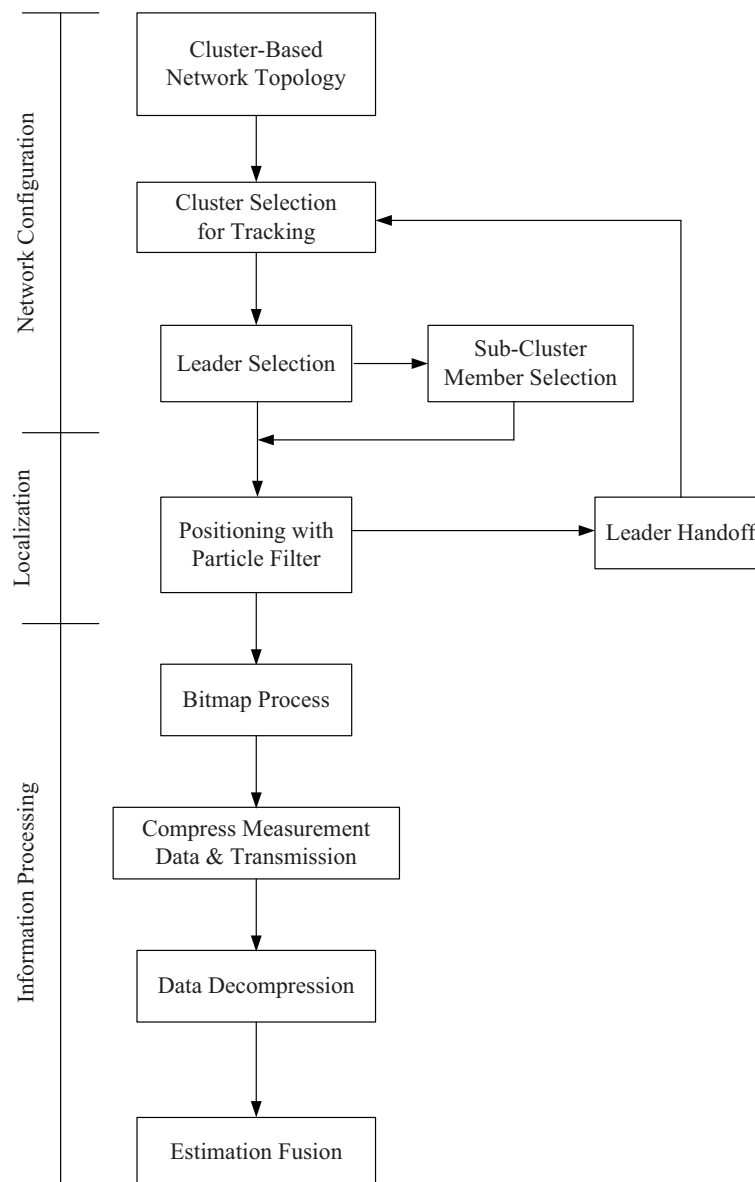 Cluster-Based
Network Topology
Network Configuration
Cluster Selection
for Tracking
Leader Selection
Sub-Cluster
Member Selection
Localization
Positioning with
Particle Filter
Leader Handoff
Information Processing
Bitmap Process
Compress Measurement
Data & Transmission
Data Decompression
Estimation Fusion